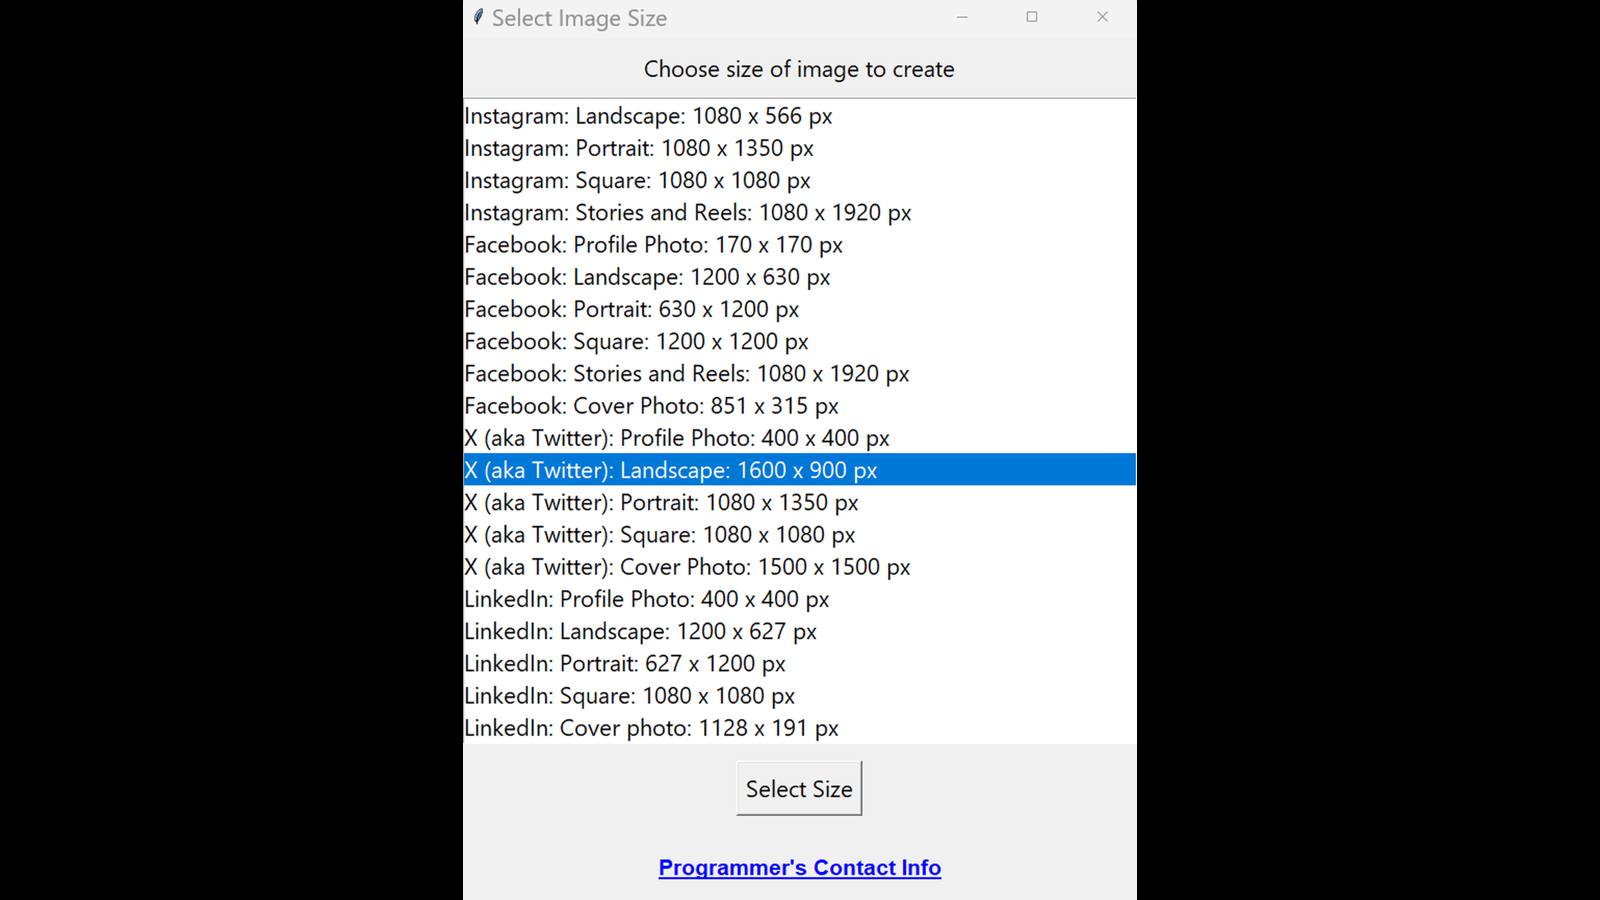 Select Image Size
Choose size of image to create
Instagram: Landscape: 1080 x 566 px
Instagram: Portrait: 1080 x 1350 px
Instagram: Square: 1080 x 1080 px
Instagram: Stories and Reels: 1080 x 1920 px
Facebook: Profile Photo: 170 x 170 px
Facebook: Landscape: 1200 x 630 px
Facebook: Portrait: 630 x 1200 px
Facebook: Square: 1200 x 1200 px
Facebook: Stories and Reels: 1080 x 1920 px
Facebook: Cover Photo: 851 x 315 px
X (aka Twitter): Profile Photo: 400 x 400 px
X (aka Twitter): Landscape: 1600 x 900 px
X (aka Twitter): Portrait: 1080 x 1350 px
X (aka Twitter): Square: 1080 x 1080 px
X (aka Twitter): Cover Photo: 1500 x 1500 px
LinkedIn: Profile Photo: 400 x 400 px
LinkedIn: Landscape: 1200 x 627 px
LinkedIn: Portrait: 627 x 1200 px
LinkedIn: Square: 1080 x 1080 px
LinkedIn: Cover photo: 1128 x 191 px
Select Size
Programmer's Contact Info